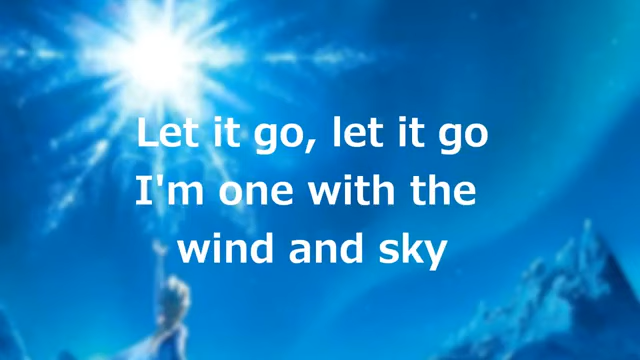 Let it go, let it go
I'm one with the
wind and sky